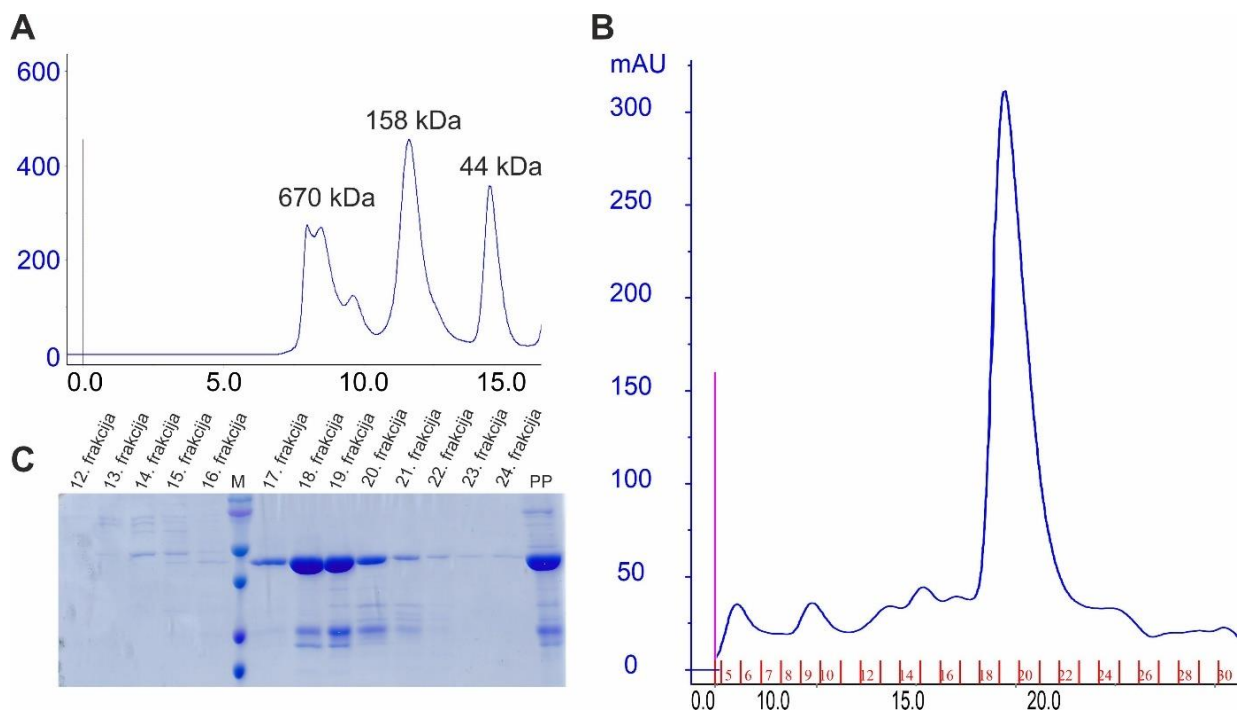 A
600
400
200
0
670 kDa
158 kDa
44 kDa
0.0 5.0 10.0 15.0
B
mAU
300
250
200
150
100
50
0
5 6 7 8 9 10 12 14 16 18 20 22 24 26 28 30
0.0 10.0 15.0 20.0
C
12. frakcija
13. frakcija
14. frakcija
15. frakcija
16. frakcija
M
17. frakcija
18. frakcija
19. frakcija
20. frakcija
21. frakcija
22. frakcija
23. frakcija
24. frakcija
PP